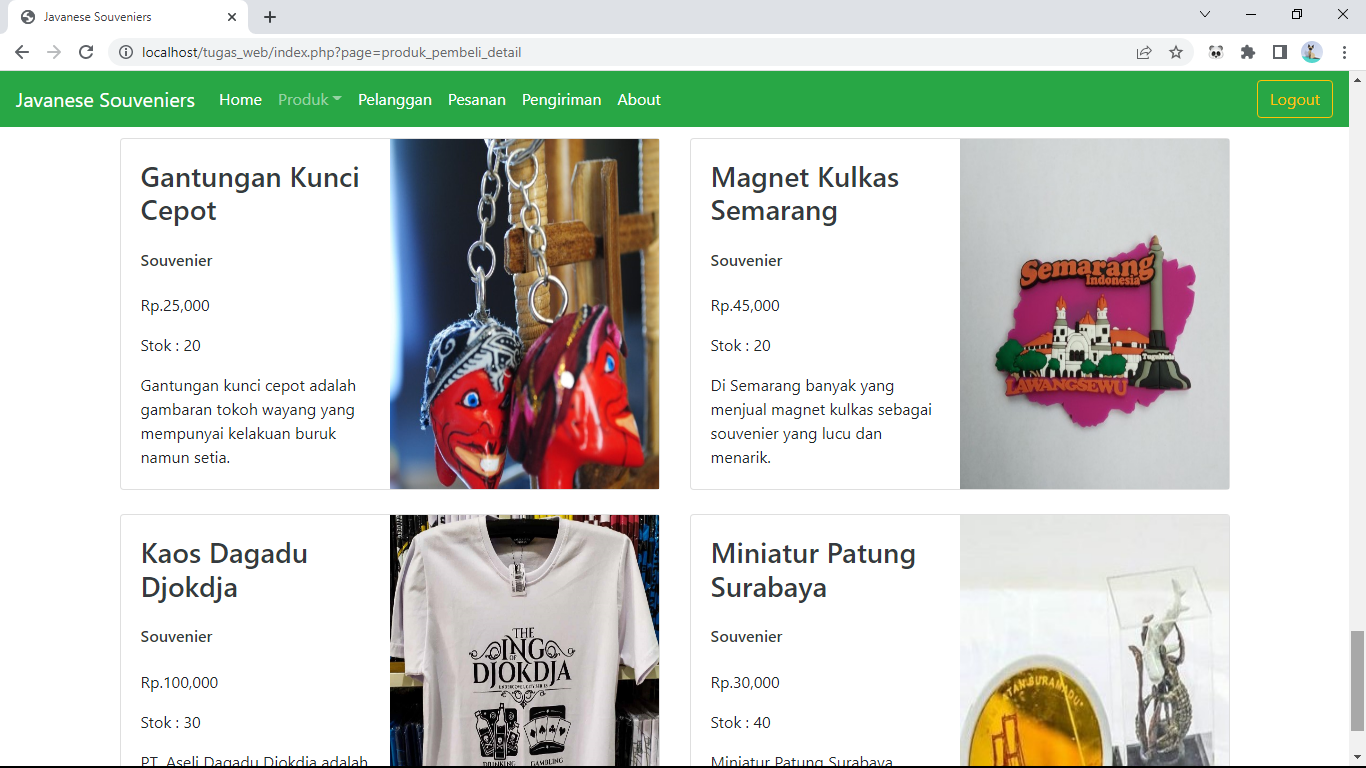 Javanese Souveniers
localhost/tugas_web/index.php?page=produk_pembeli_detail
Javanese Souveniers
Home
Produk
Pelanggan
Pesanan
Pengiriman
About
Logout
Gantungan Kunci
Cepot
Souvenier
Rp.25,000
Stok : 20
Gantungan kunci cepot adalah
gambaran tokoh wayang yang
mempunyai kelakuan buruk
namun setia.
Magnet Kulkas
Semarang
Souvenier
Rp.45,000
Stok : 20
Di Semarang banyak yang
menjual magnet kulkas sebagai
souvenier yang lucu dan
menarik.
Semarang
Indonesia
LAWANGSEWU
Kaos Dagadu
Djokdja
Souvenier
Rp.100,000
Stok : 30
PT. Aseli Dagadu Djokdja adalah
THE
ING
OF
DJOKDJA
DRINKING
GAMBLING
Miniatur Patung
Surabaya
Souvenier
Rp.30,000
Stok : 40
Miniatur Patung Surabaya